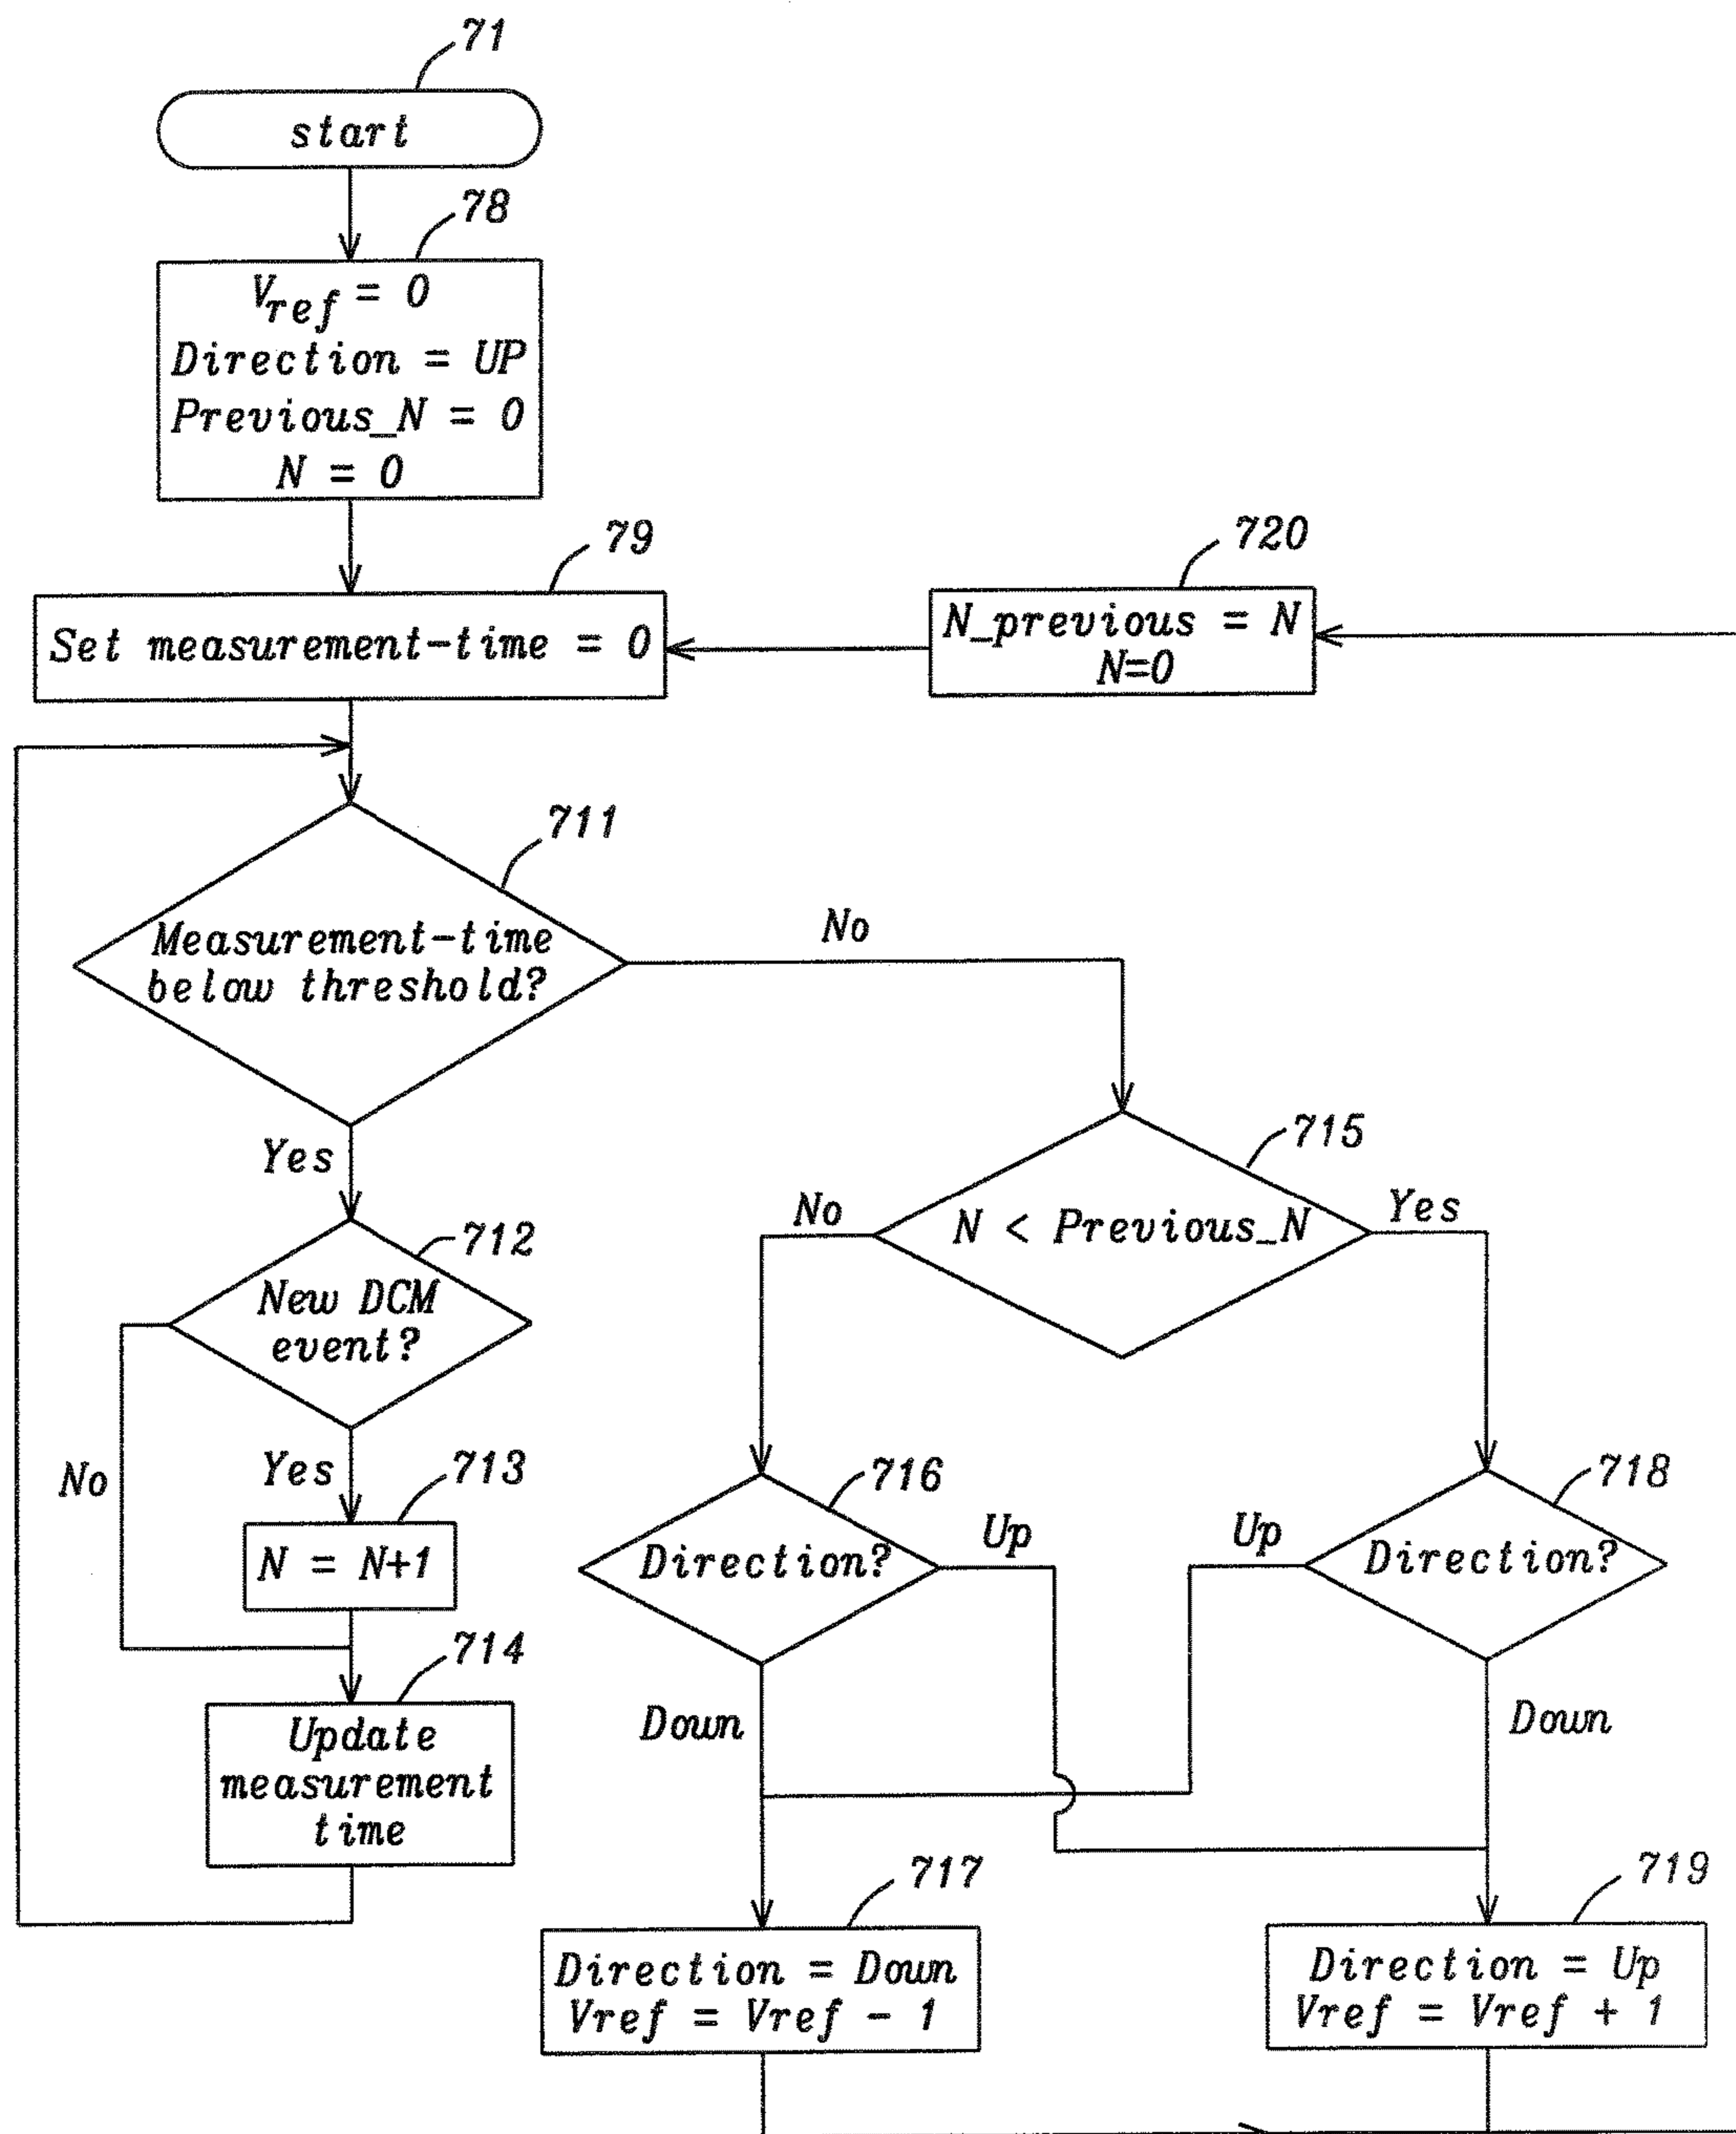 71
start
78
Vref = 0
Direction = UP
Previous_N = 0
N = 0
79
Set measurement-time = 0
720
N_previous = N
N=0
711
Measurement-time
below threshold?
No
Yes
715
N < Previous_N
No
Yes
712
New DCM
event?
No
Yes
713
N = N+1
714
Update
measurement
time
716
Direction?
Up
Down
718
Direction?
Up
Down
717
Direction = Down
Vref = Vref - 1
719
Direction = Up
Vref = Vref + 1